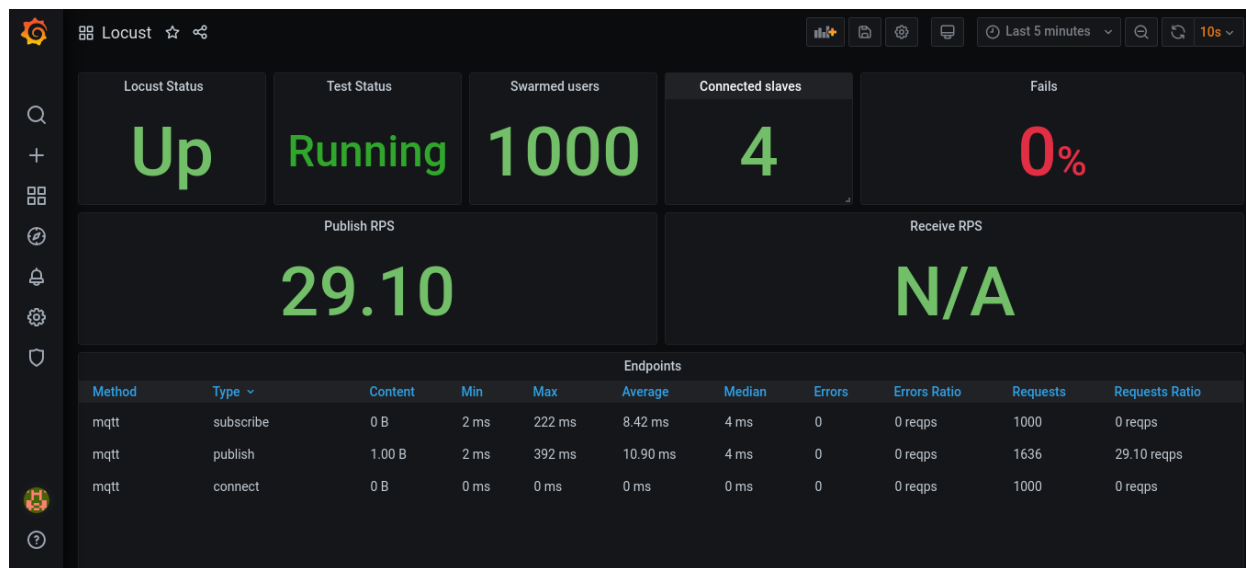 Locust
Last 5 minutes
10s
Locust Status
Test Status
Swarmed users
Connected slaves
Fails
Up
Running
1000
4
0%
Publish RPS
Receive RPS
29.10
N/A
Endpoints
Method Type Content Min Max Average Median Errors Errors Ratio Requests Requests Ratio
mqtt subscribe 0 B 2 ms 222 ms 8.42 ms 4 ms 0 0 reqps 1000 0 reqps
mqtt publish 1.00 B 2 ms 392 ms 10.90 ms 4 ms 0 0 reqps 1636 29.10 reqps
mqtt connect 0 B 0 ms 0 ms 0 ms 0 ms 0 0 reqps 1000 0 reqps